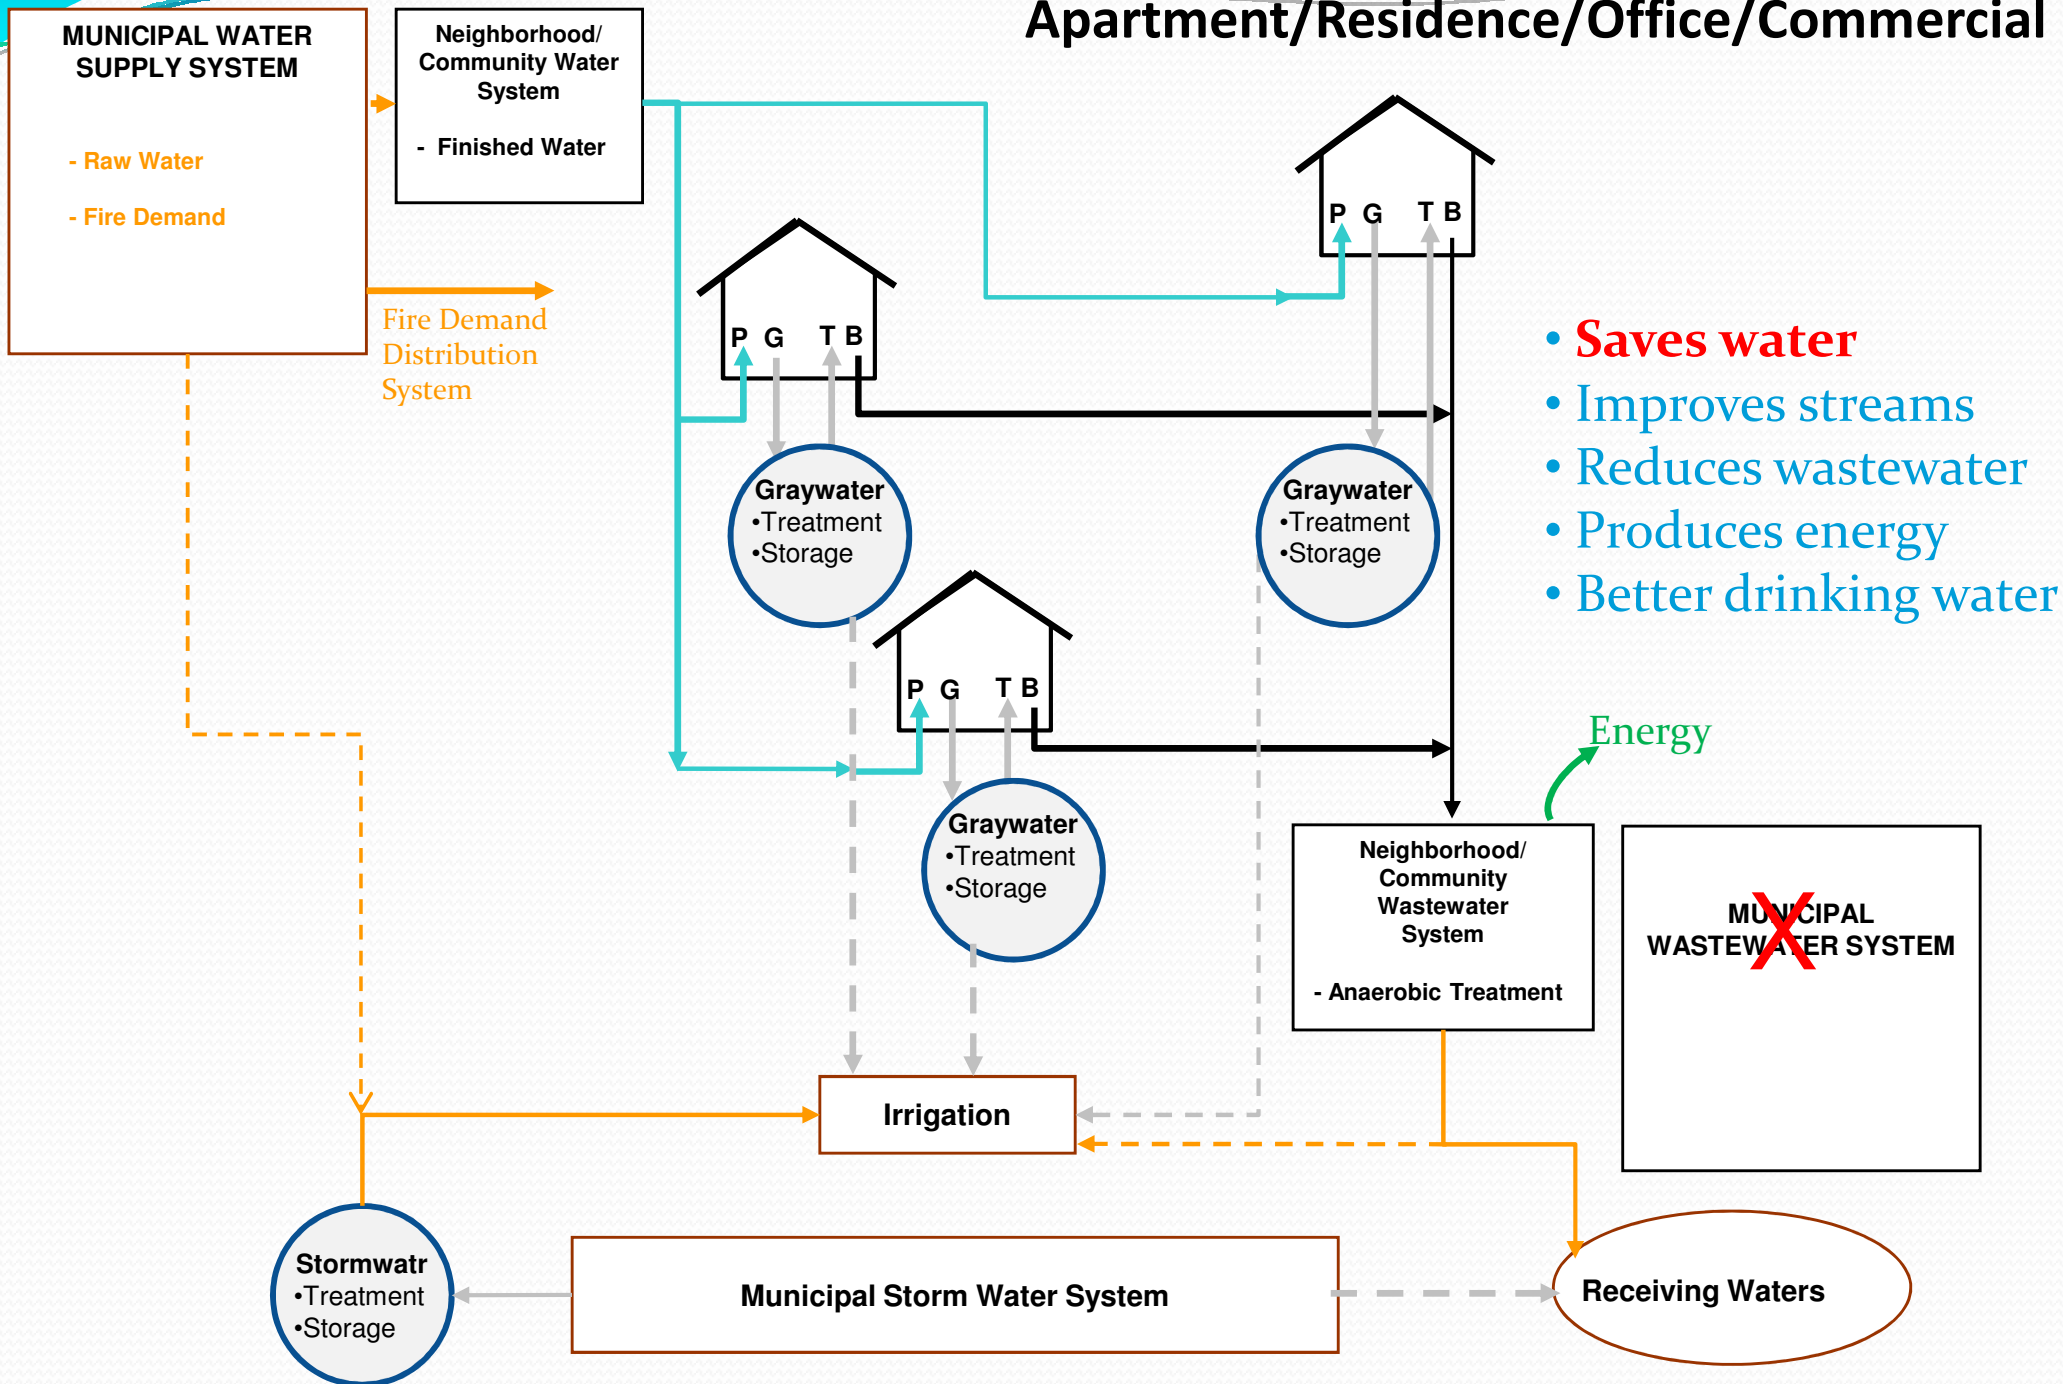 Apartment/Residence/Office/Commercial
MUNICIPAL WATER
SUPPLY SYSTEM
- Raw Water
- Fire Demand
Neighborhood/
Community Water
System
- Finished Water
Fire Demand
Distribution
System
P G T B
P G T B
P G T B
• Saves water
• Improves streams
• Reduces wastewater
• Produces energy
• Better drinking water
Graywater
•Treatment
•Storage
Graywater
•Treatment
•Storage
Graywater
•Treatment
•Storage
Energy
Neighborhood/
Community
Wastewater
System
- Anaerobic Treatment
MUNICIPAL
WASTEWATER SYSTEM
X
Irrigation
Stormwatr
•Treatment
•Storage
Municipal Storm Water System
Receiving Waters